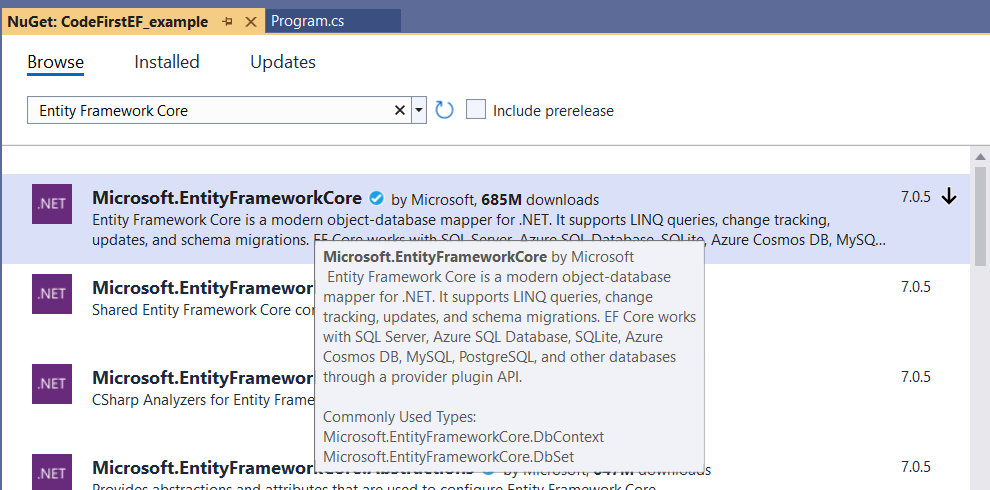 NuGet: CodeFirstEF_example
Program.cs
Browse Installed Updates
Entity Framework Core
Include prerelease
.NET
Microsoft.EntityFrameworkCore by Microsoft, 685M downloads
7.0.5
Entity Framework Core is a modern object-database mapper for .NET. It supports LINQ queries, change tracking,
updates, and schema migrations. EF Core works with SQL Server, Azure SQL Database, SQLite, Azure Cosmos DB, MySQ...
Microsoft.EntityFrameworkCore by Microsoft
Entity Framework Core is a modern object-database
mapper for .NET. It supports LINQ queries, change
tracking, updates, and schema migrations. EF Core works
with SQL Server, Azure SQL Database, SQLite, Azure
Cosmos DB, MySQL, PostgreSQL, and other databases
through a provider plugin API.
Commonly Used Types:
Microsoft.EntityFrameworkCore.DbContext
Microsoft.EntityFrameworkCore.DbSet
.NET
Microsoft.EntityFramework
7.0.5
Shared Entity Framework Core
.NET
Microsoft.EntityFramework
7.0.5
CSharp Analyzers for Entity Frame
.NET
Microsoft.EntityFrameworkCore.Abstractions by Microsoft, 647M downloads
7.0.5
Provides abstractions and attributes that are used to configure Entity Framework Core